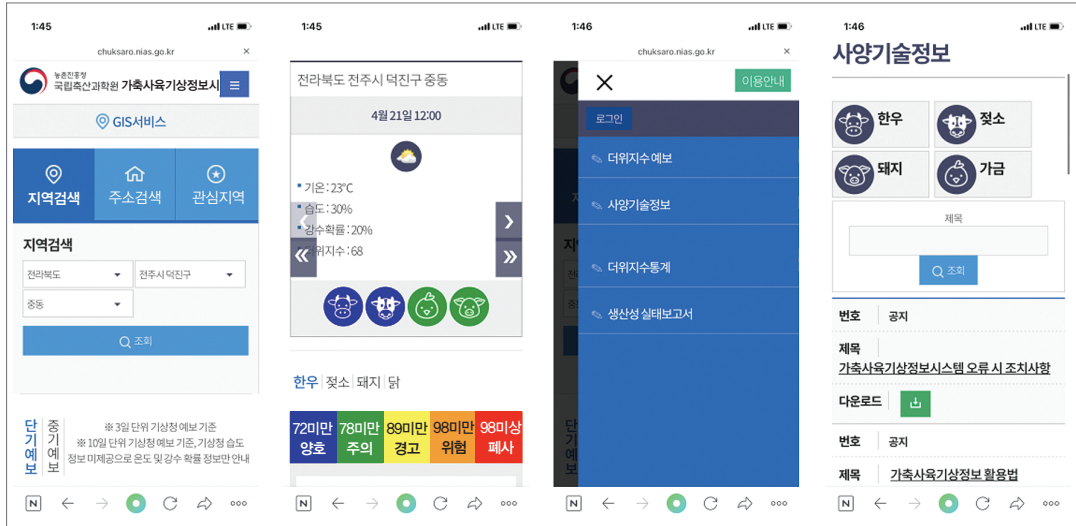 1:45
LTE
chuksaro.nias.go.kr
×
농촌진흥청
국립축산과학원 가축사육기상정보시
GIS서비스
지역검색
주소검색
관심지역
지역검색
전라북도
전주시 덕진구
중동
조회
단기예보
중기예보
※3일 단위 기상청 예보 기준
※ 10일 단위 기상청 예보 기준, 기상청 습도
정보 미제공으로 온도 및 강수 확률 정보만 안내
N
1:45
LTE
전라북도 전주시 덕진구 중동
4월 21일 12:00
기온 : 23°C
습도 : 30%
강수확률 : 20%
더위지수 : 68
한우 | 젖소 | 돼지 | 닭
72미만
양호
78미만
주의
89미만
경고
98미만
위험
98이상
폐사
N
1:46
LTE
chuksaro.nias.go.kr
×
이용안내
로그인
더위지수 예보
사양기술정보
더위지수통계
생산성 실태보고서
N
1:46
LTE
사양기술정보
한우
젖소
돼지
가금
제목
조회
번호 공지
제목
가축사육기상정보시스템 오류 시 조치사항
다운로드
번호 공지
제목 가축사육기상정보 활용법
N